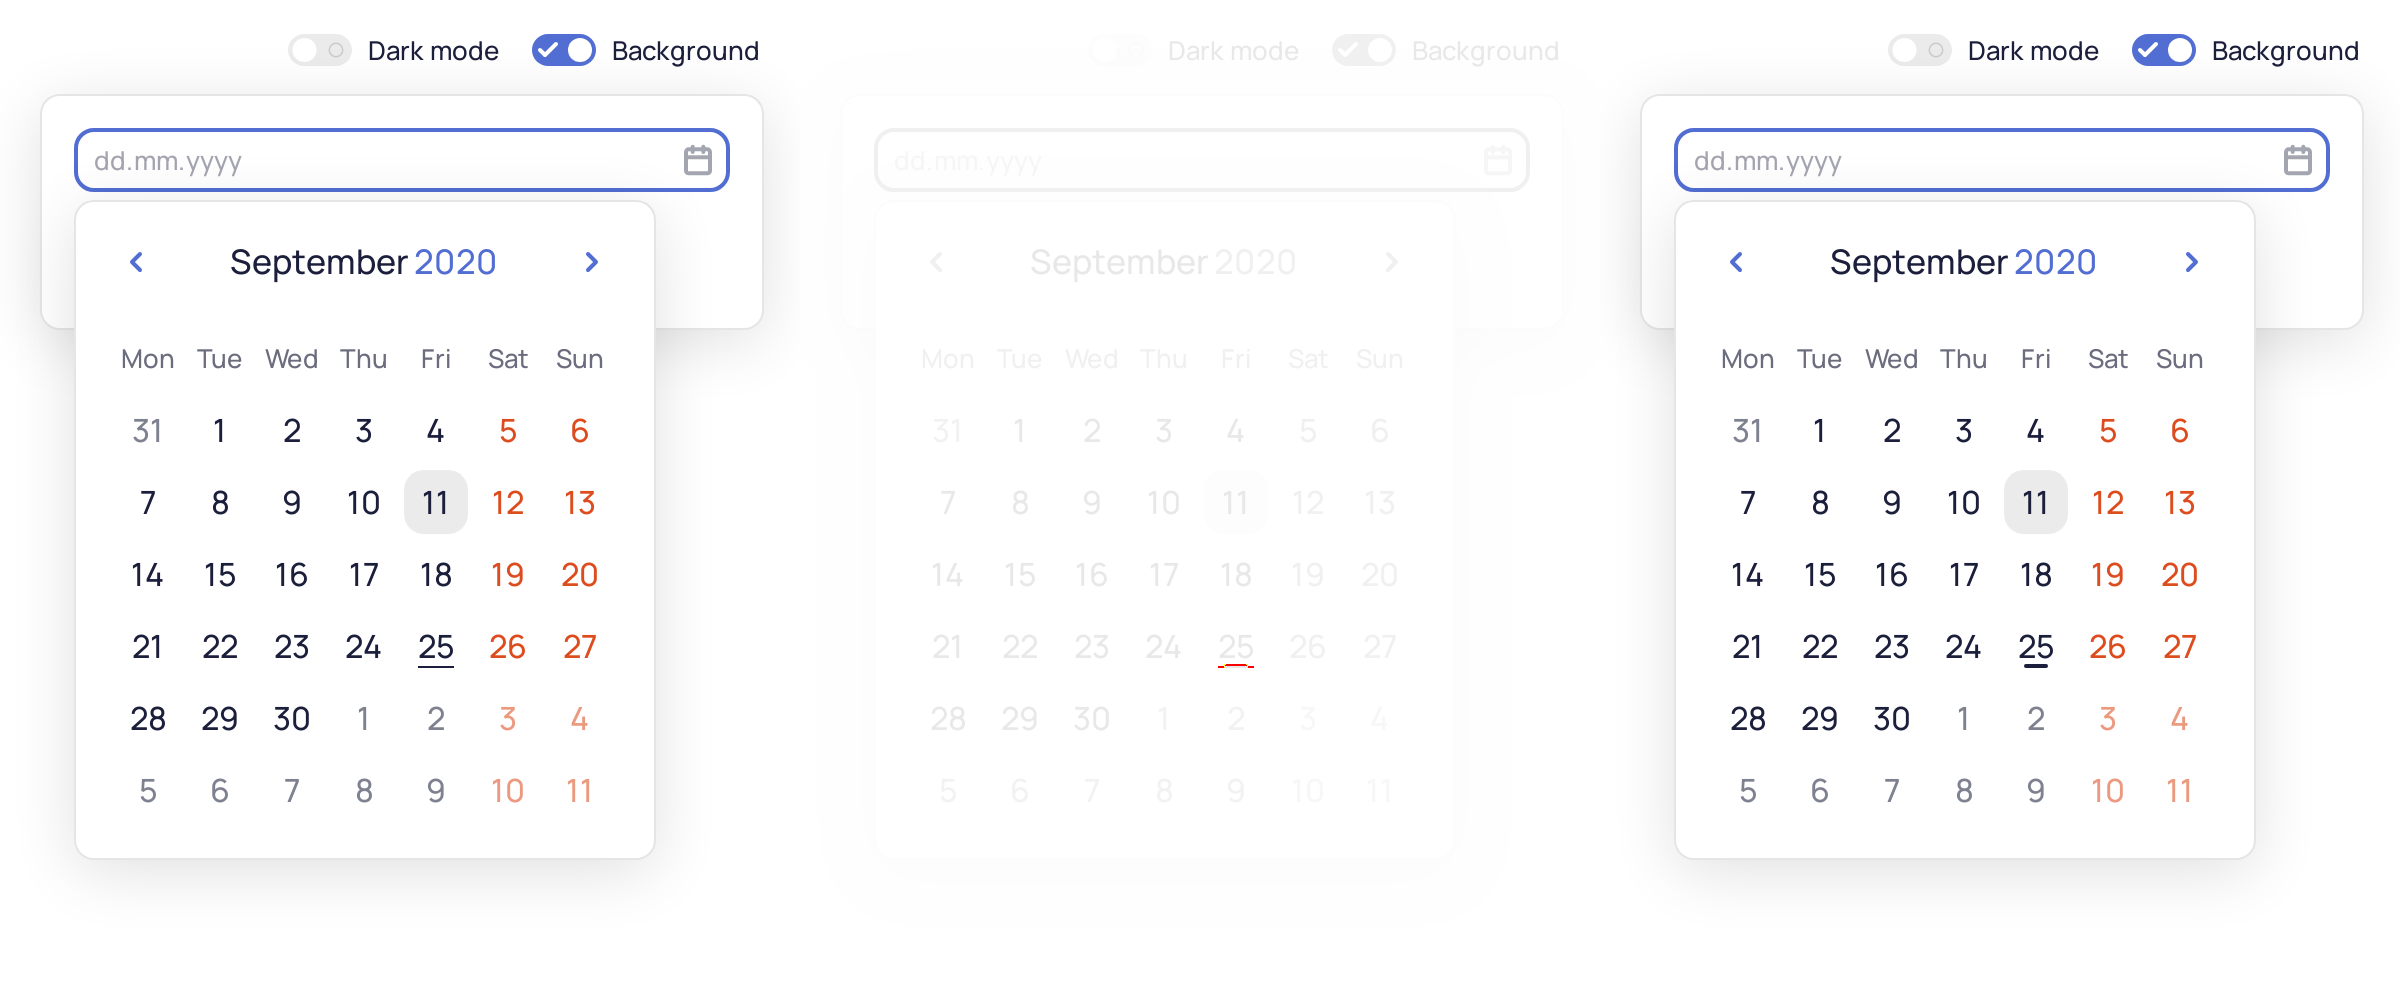 Dark mode Background
dd.mm.yyyy
September 2020
Mon Tue Wed Thu Fri Sat Sun
31 1 2 3 4 5 6
7 8 9 10 11 12 13
14 15 16 17 18 19 20
21 22 23 24 25 26 27
28 29 30 1 2 3 4
5 6 7 8 9 10 11
Dark mode Background
dd.mm.yyyy
September 2020
Mon Tue Wed Thu Fri Sat Sun
31 1 2 3 4 5 6
7 8 9 10 11 12 13
14 15 16 17 18 19 20
21 22 23 24 25 26 27
28 29 30 1 2 3 4
5 6 7 8 9 10 11
Dark mode Background
dd.mm.yyyy
September 2020
Mon Tue Wed Thu Fri Sat Sun
31 1 2 3 4 5 6
7 8 9 10 11 12 13
14 15 16 17 18 19 20
21 22 23 24 25 26 27
28 29 30 1 2 3 4
5 6 7 8 9 10 11